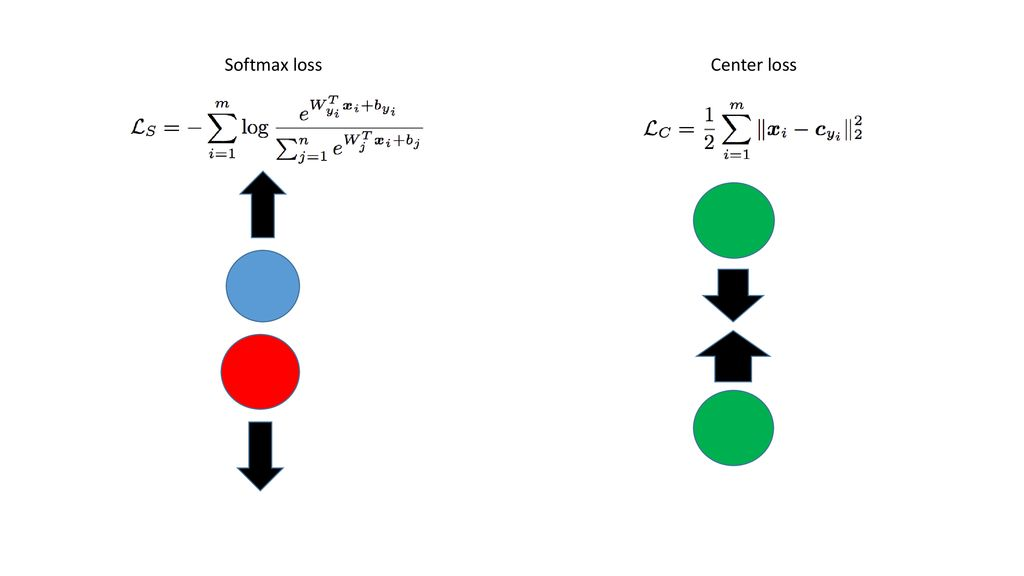 Softmax loss
Center loss
$\mathcal{L}_S = -\sum_{i=1}^{m} \log \frac{e^{W_{y_i}^T \boldsymbol{x}_i + b_{y_i}}}{\sum_{j=1}^{n} e^{W_j^T \boldsymbol{x}_i + b_j}}$
$\mathcal{L}_C = \frac{1}{2} \sum_{i=1}^{m} \|\boldsymbol{x}_i - \boldsymbol{c}_{y_i}\|_2^2$